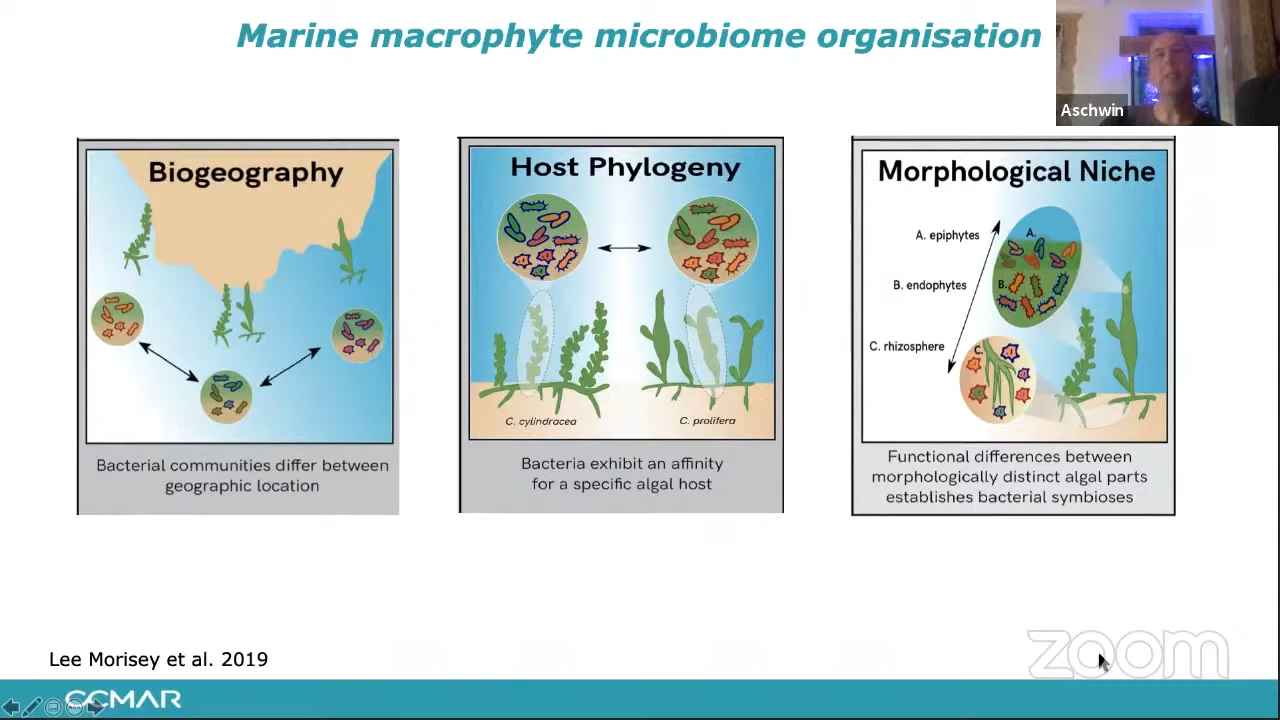 Marine macrophyte microbiome organisation
Aschwin
Biogeography
Bacterial communities differ between
geographic location
Host Phylogeny
C. cylindracea
C. prolifera
Bacteria exhibit an affinity
for a specific algal host
Morphological Niche
A. epiphytes
B. endophytes
C. rhizosphere
A.
B.
C.
Functional differences between
morphologically distinct algal parts
establishes bacterial symbioses
Lee Morisey et al. 2019
zoom
CCMAR